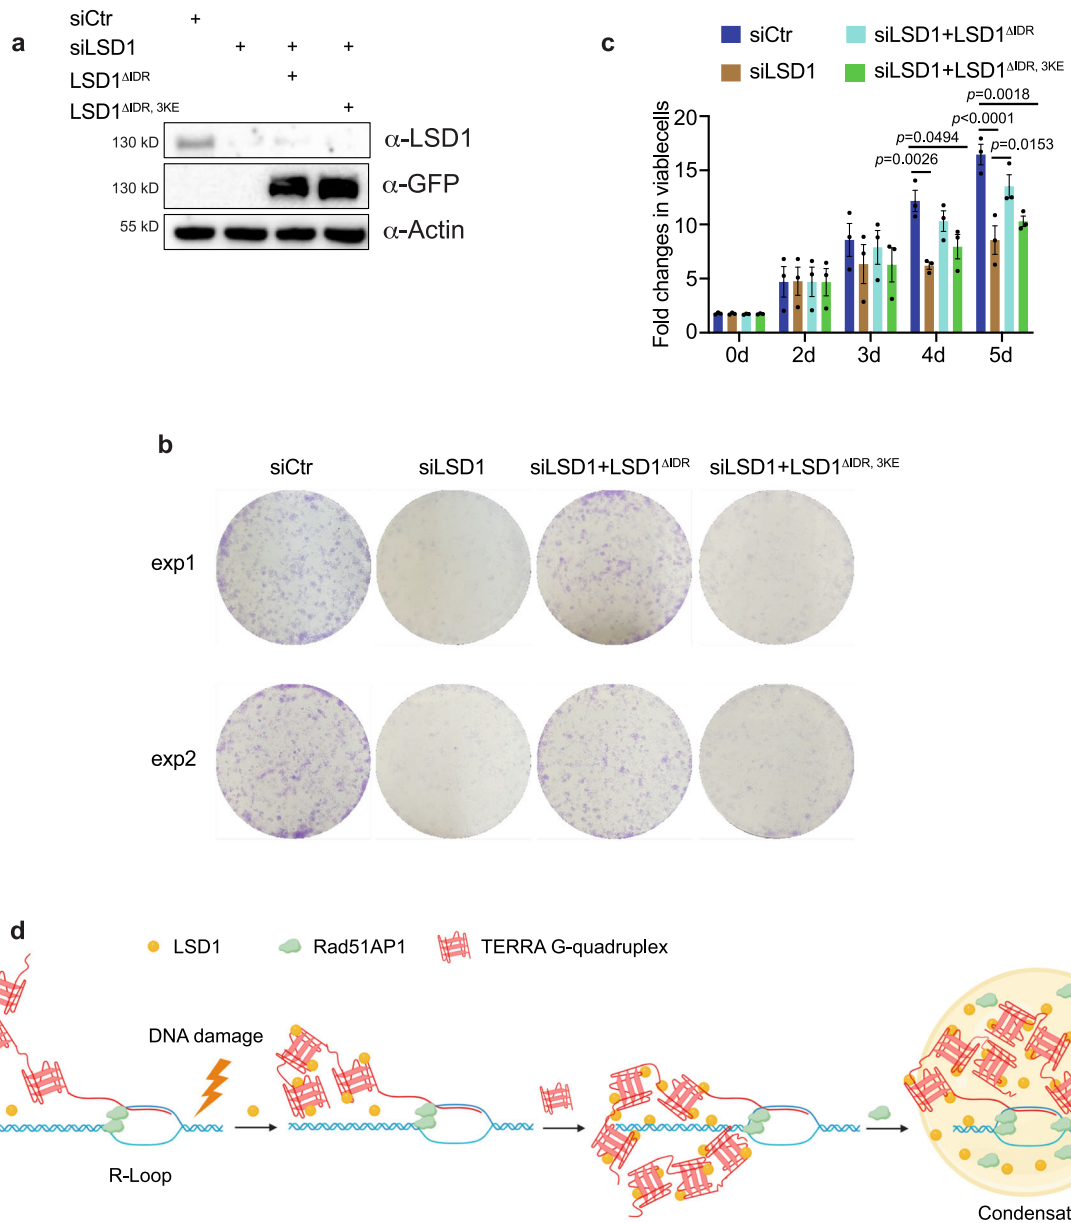 a
siCtr +
siLSD1 + + +
LSD1ΔIDR +
LSD1ΔIDR, 3KE +
130 kD α-LSD1
130 kD α-GFP
55 kD α-Actin
c
siCtr siLSD1+LSD1ΔIDR
siLSD1 siLSD1+LSD1ΔIDR, 3KE
Fold changes in viablecells
20
15
10
5
0
p=0.0018
p<0.0001
p=0.0494
p=0.0153
p=0.0026
0d 2d 3d 4d 5d
b
siCtr siLSD1 siLSD1+LSD1ΔIDR siLSD1+LSD1ΔIDR, 3KE
exp1
exp2
d
LSD1 Rad51AP1 TERRA G-quadruplex
DNA damage
R-Loop
Condensat